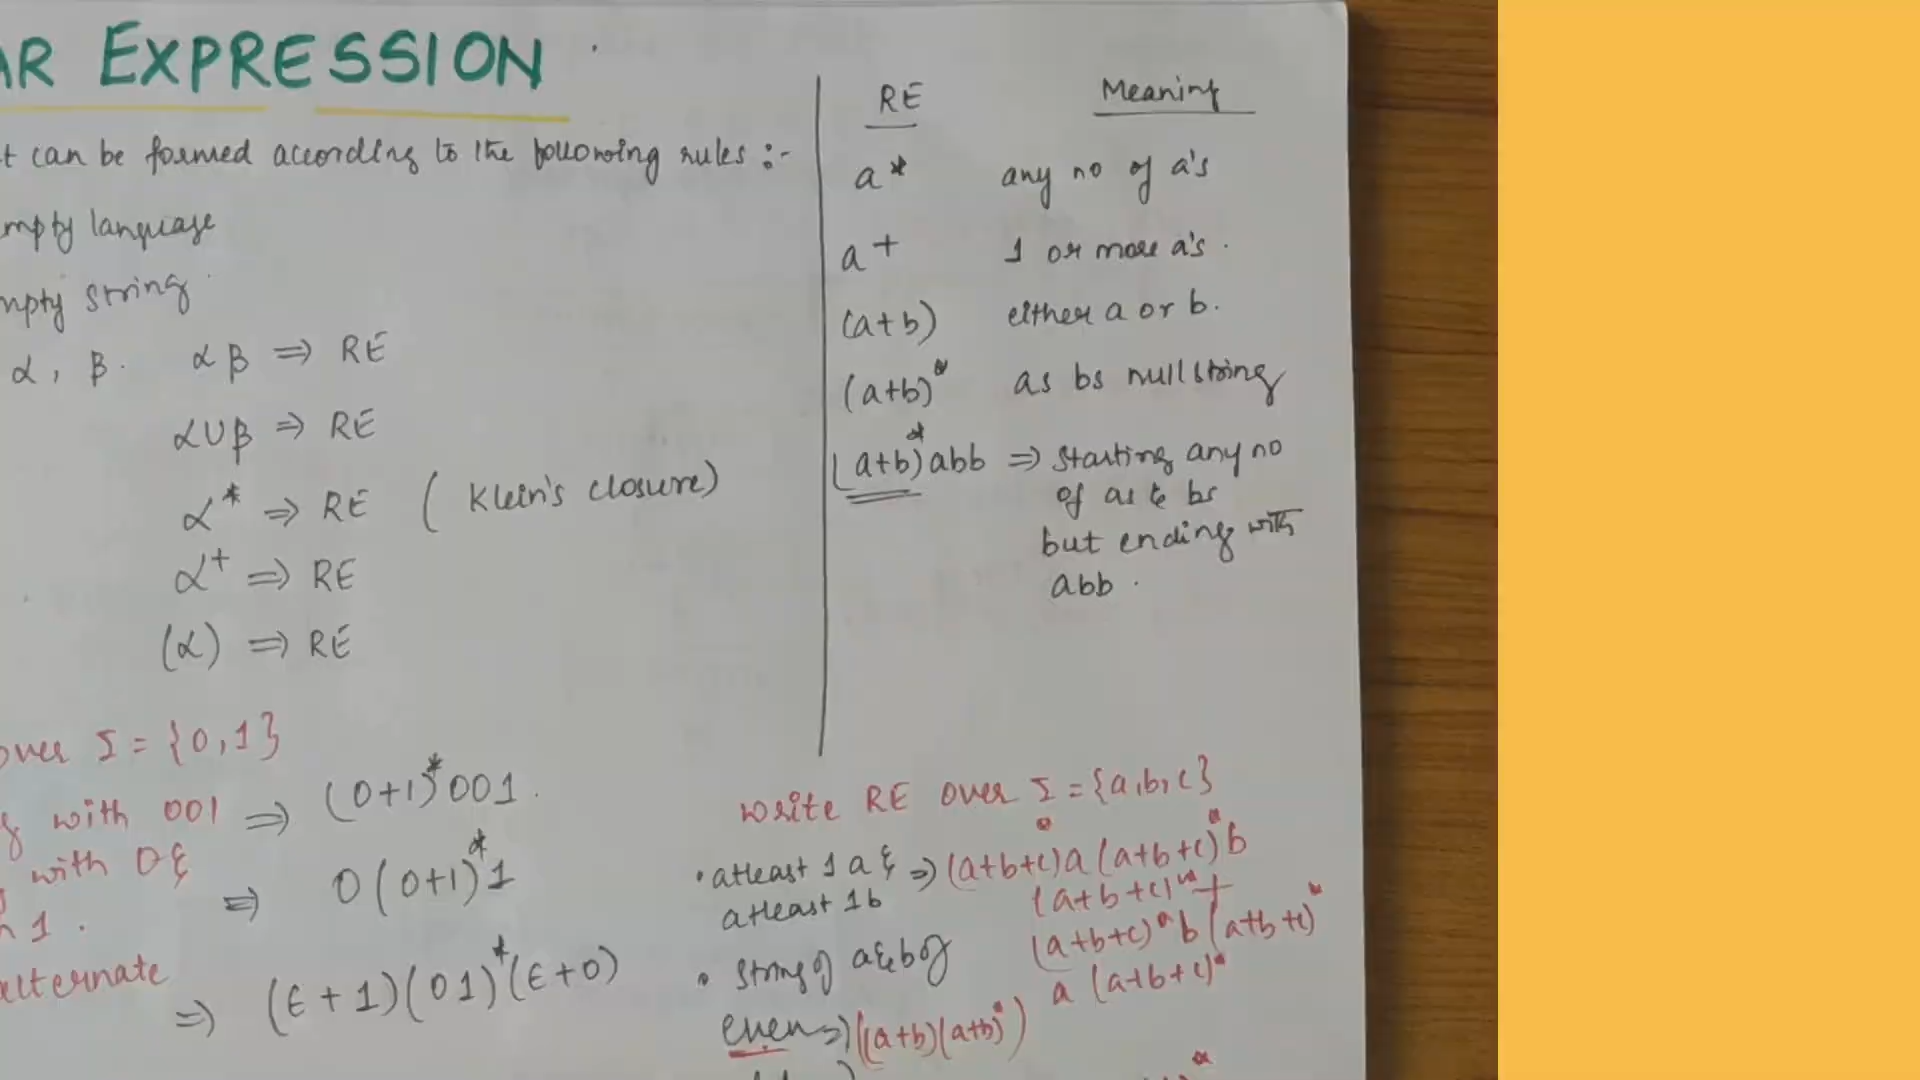 AR EXPRESSION
t can be formed according to the following rules :-
mpty language
mpty string
α, β. αβ ⇒ RE
α∪β ⇒ RE
α* ⇒ RE ( Klein's closure)
α+ ⇒ RE
(α) ⇒ RE
RE Meaning
a* any no of a's
a+ 1 or more a's.
(a+b) either a or b.
(a+b)* as bs null string
(a+b)*abb ⇒ starting any no
of as & bs
but ending with
abb.
over Σ = {0,1}
g with 001 ⇒ (0+1)*001.
with 0 &
h 1. ⇒ 0(0+1)*1
alternate
⇒ (ε+1)(01)*(ε+0)
write RE over Σ = {a,b,c}
• atleast 1 a & ⇒ (a+b+c)*a(a+b+c)*b
atleast 1b (a+b+c)* +
(a+b+c)*b(a+b+c)*
a(a+b+c)*
• string of a & b of
even ⇒ ((a+b)(a+b)*)